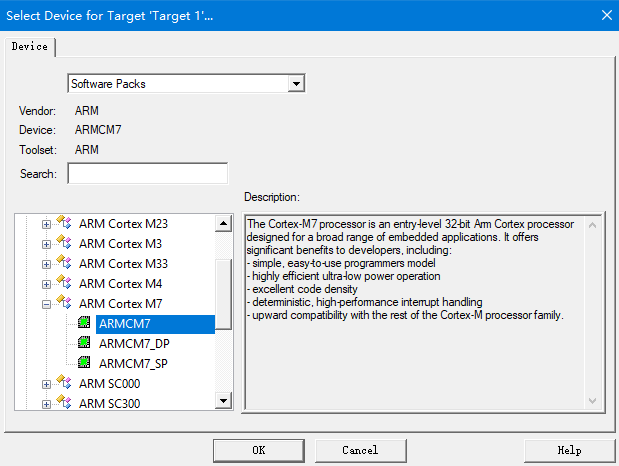 Select Device for Target 'Target 1'...
Device
Software Packs
Vendor: ARM
Device: ARMCM7
Toolset: ARM
Search:
Description:
ARM Cortex M23
ARM Cortex M3
ARM Cortex M33
ARM Cortex M4
ARM Cortex M7
ARMCM7
ARMCM7_DP
ARMCM7_SP
ARM SC000
ARM SC300
The Cortex-M7 processor is an entry-level 32-bit Arm Cortex processor
designed for a broad range of embedded applications. It offers
significant benefits to developers, including:
- simple, easy-to-use programmers model
- highly efficient ultra-low power operation
- excellent code density
- deterministic, high-performance interrupt handling
- upward compatibility with the rest of the Cortex-M processor family.
OK
Cancel
Help